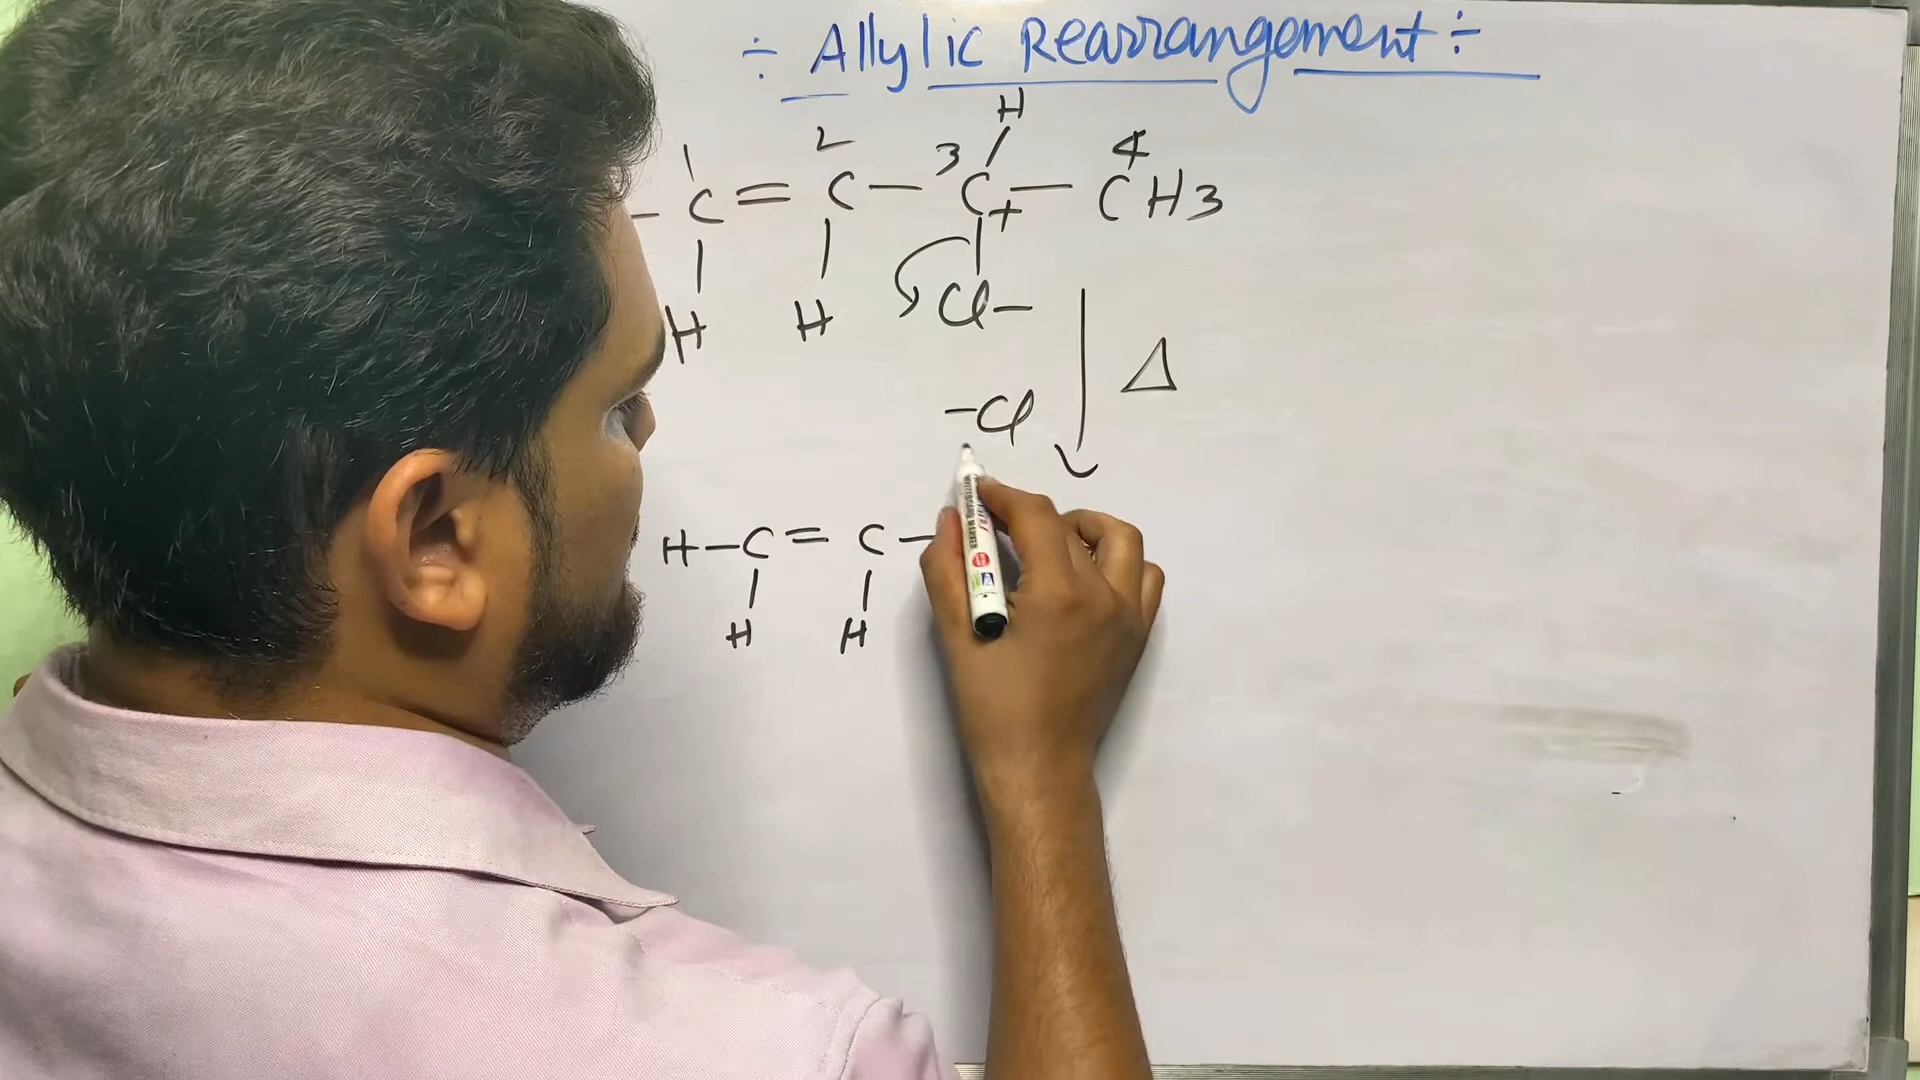 ÷ Allylic Rearrangement ÷
H
1 2 3 4
– C = C – C + – CH3
H H Cl–
Δ
–Cl
H – C = C –
H H